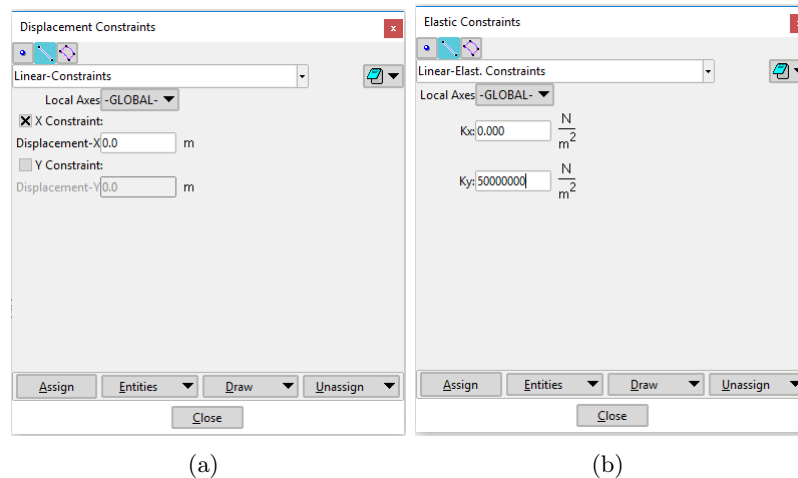 Displacement Constraints
x
Linear-Constraints
Local Axes -GLOBAL-
X Constraint:
Displacement-X 0.0 m
Y Constraint:
Displacement-Y 0.0 m
Assign Entities Draw Unassign
Close
(a)
Elastic Constraints
x
Linear-Elast. Constraints
Local Axes -GLOBAL-
Kx: 0.000 N/m²
Ky: 50000000 N/m²
Assign Entities Draw Unassign
Close
(b)